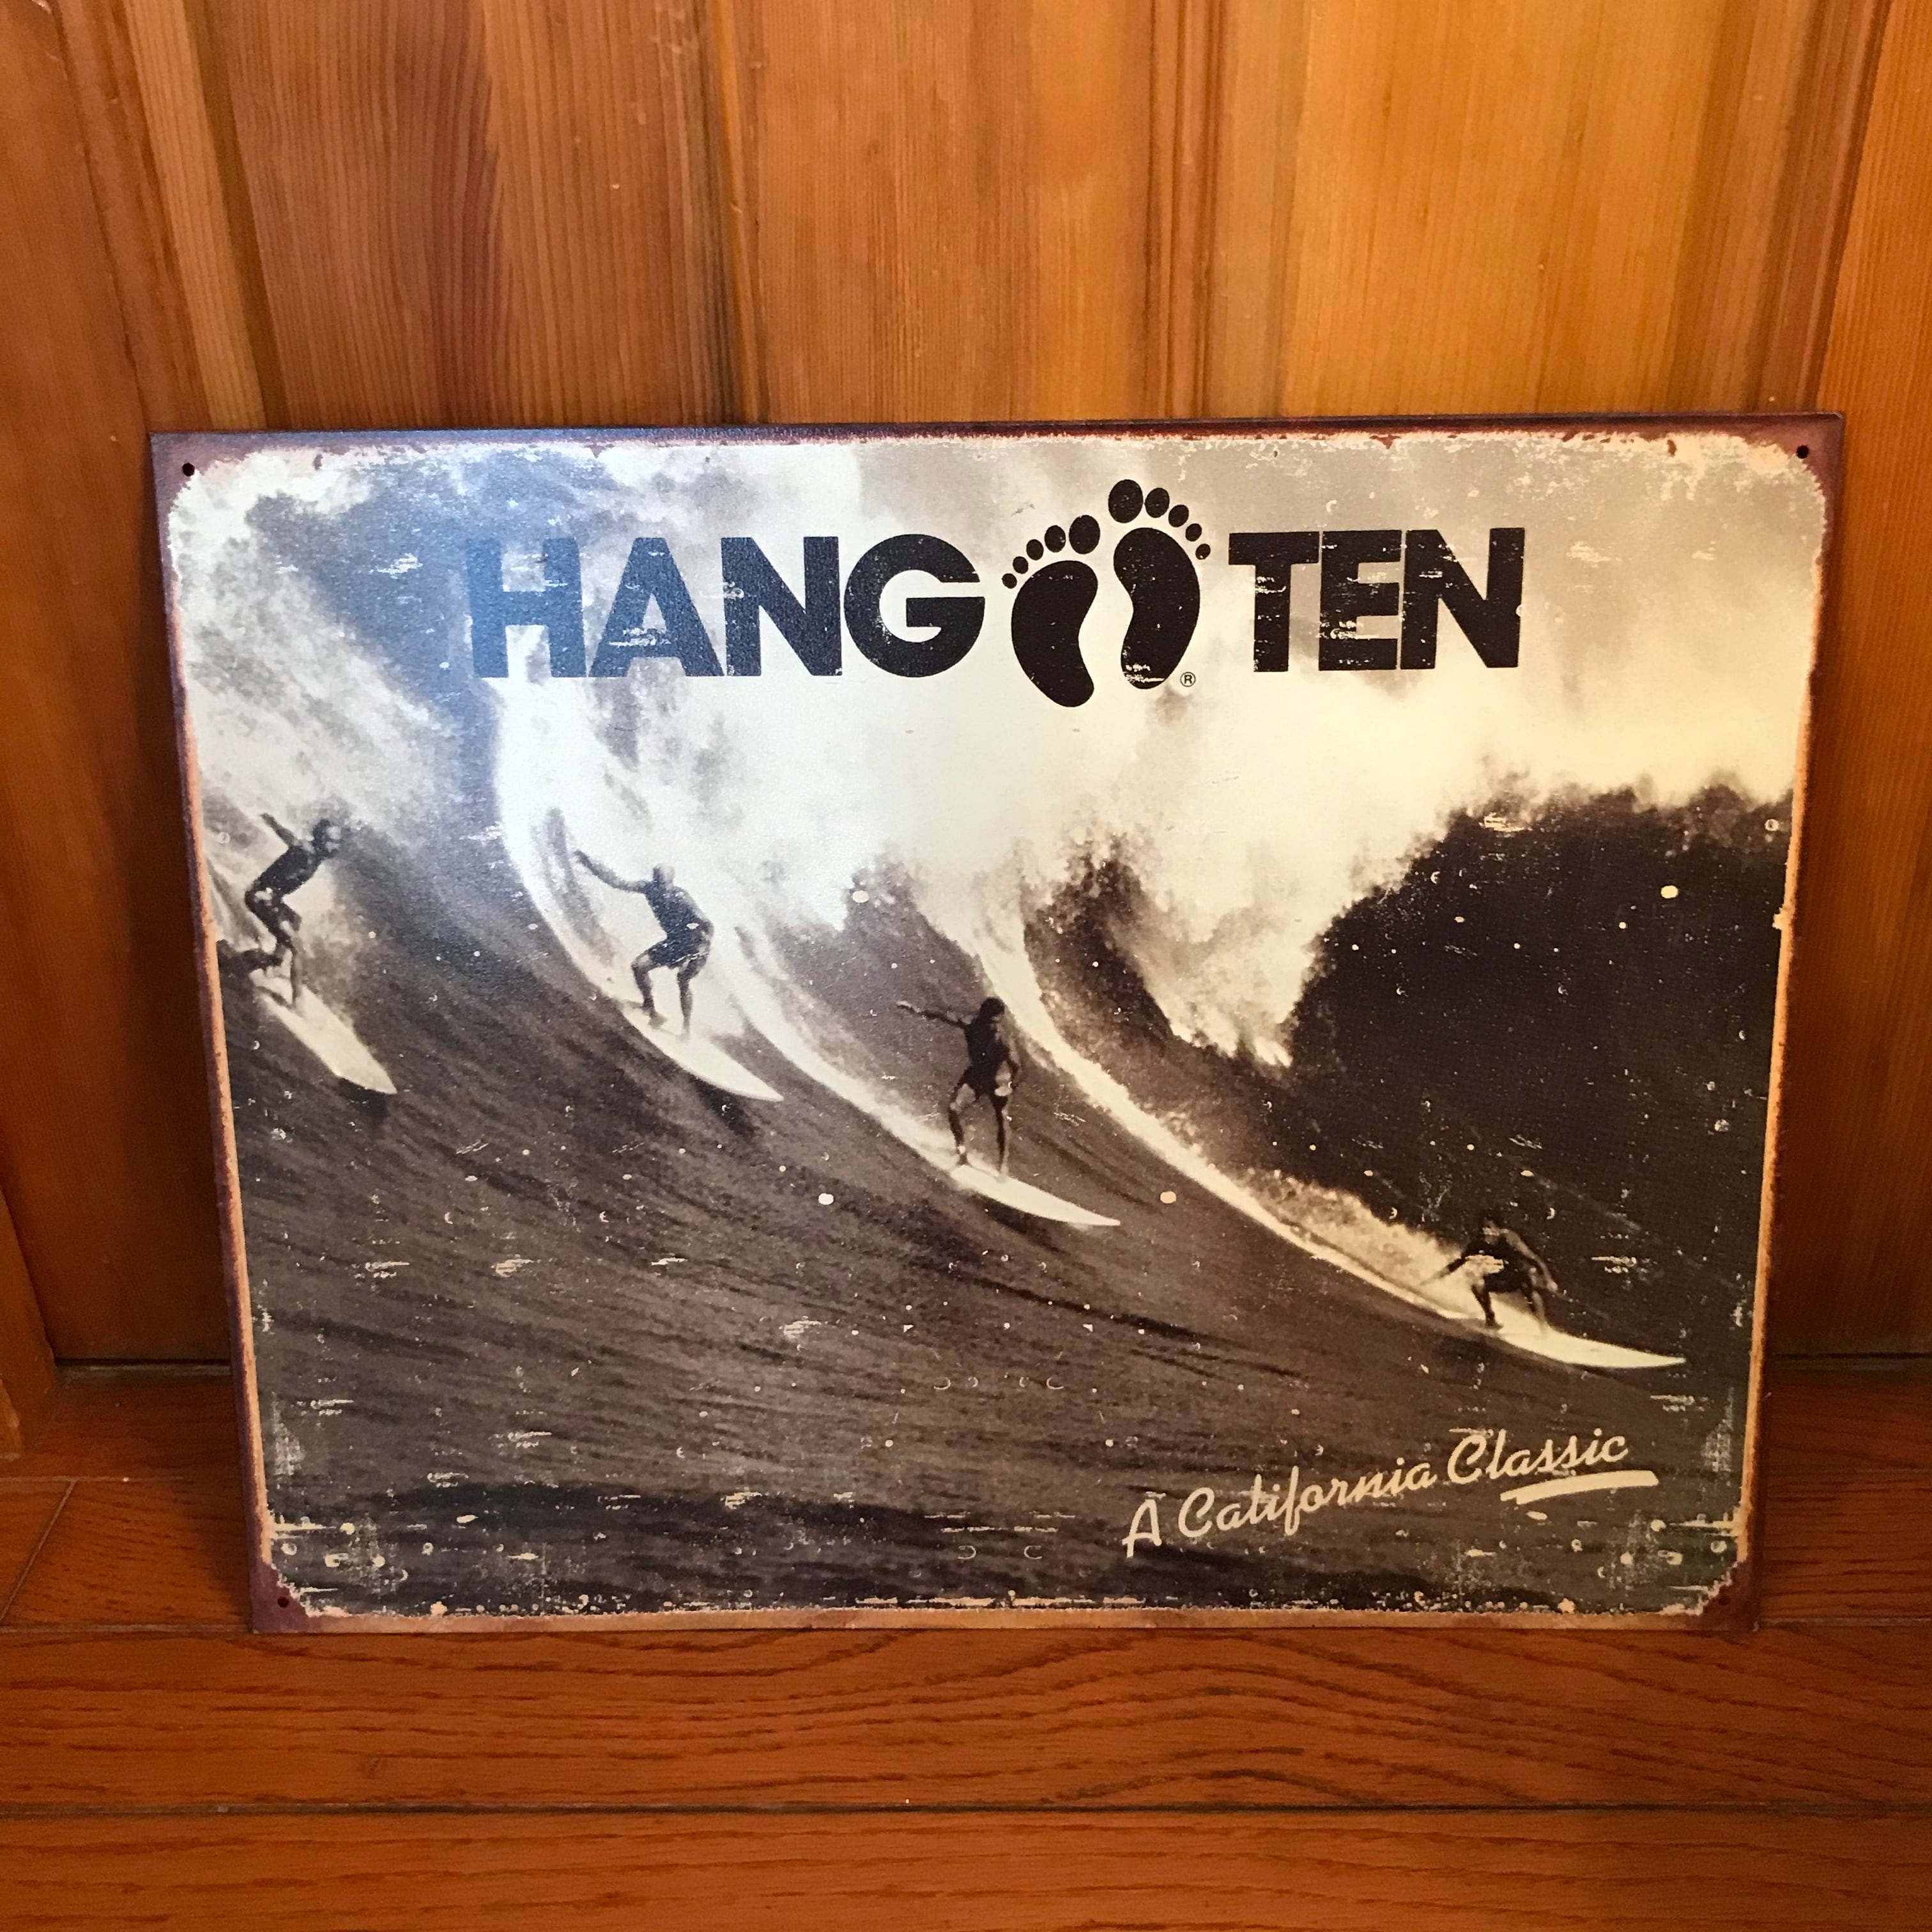 HANG TEN
®
A California Classic